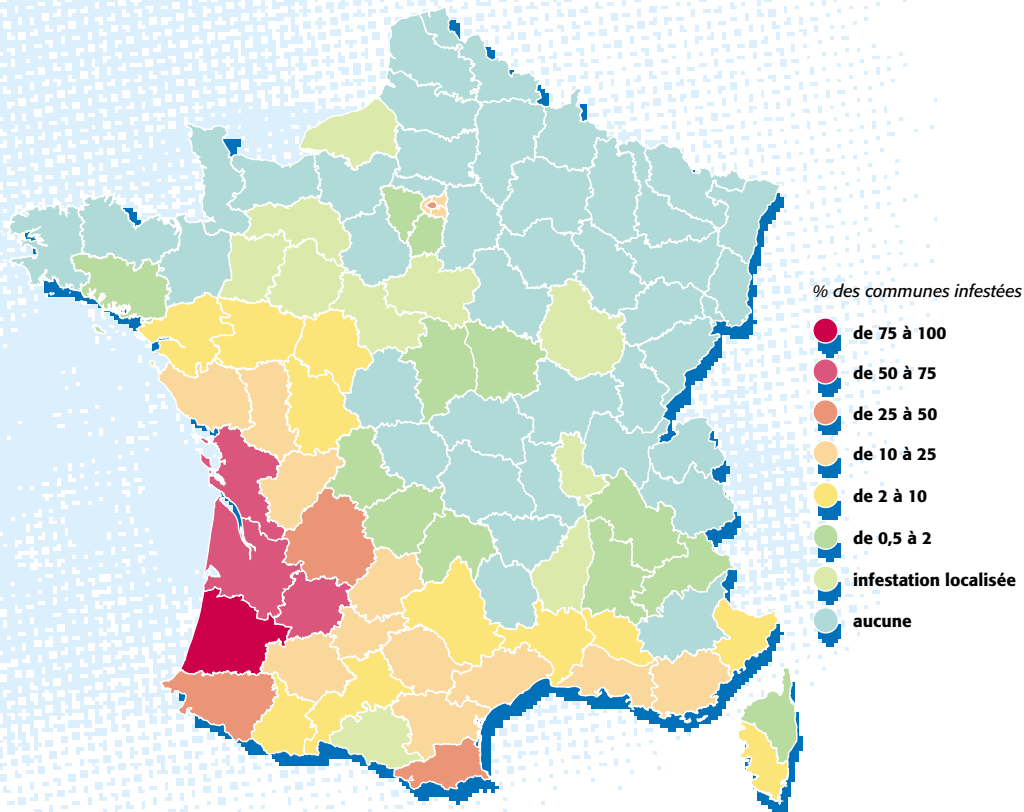 % des communes infestées
de 75 à 100
de 50 à 75
de 25 à 50
de 10 à 25
de 2 à 10
de 0,5 à 2
infestation localisée
aucune